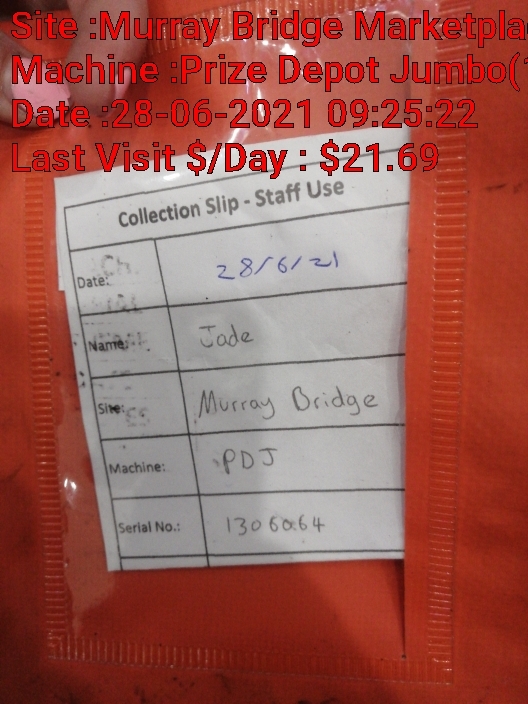 Site :Murray Bridge Marketpla
Machine :Prize Depot Jumbo(
Date :28-06-2021 09:25:22
Last Visit $/Day : $21.69
Collection Slip - Staff Use
Date: 28/6/21
Name: Jade
Site: Murray Bridge
Machine: PDJ
Serial No.: 1306064